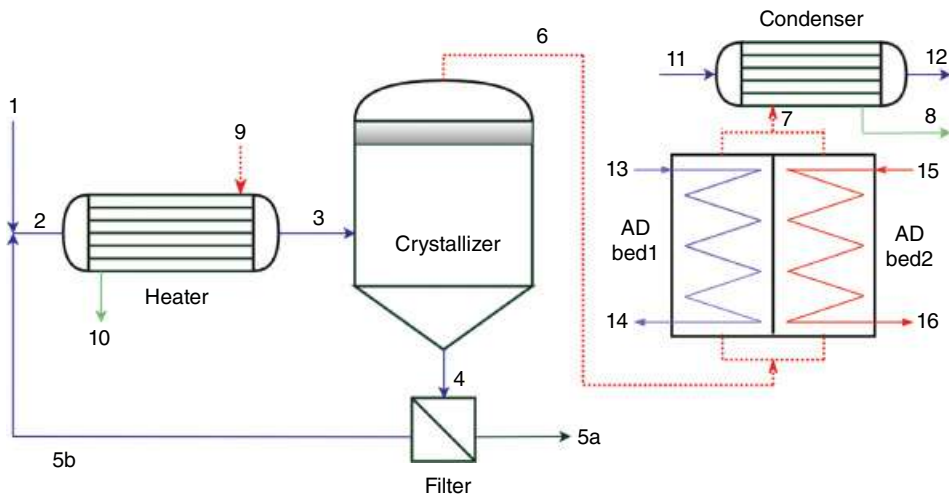 Condenser
6
11
12
1
7
8
9
13
15
2
3
AD
bed1
AD
bed2
Crystallizer
Heater
14
16
10
4
5a
5b
Filter